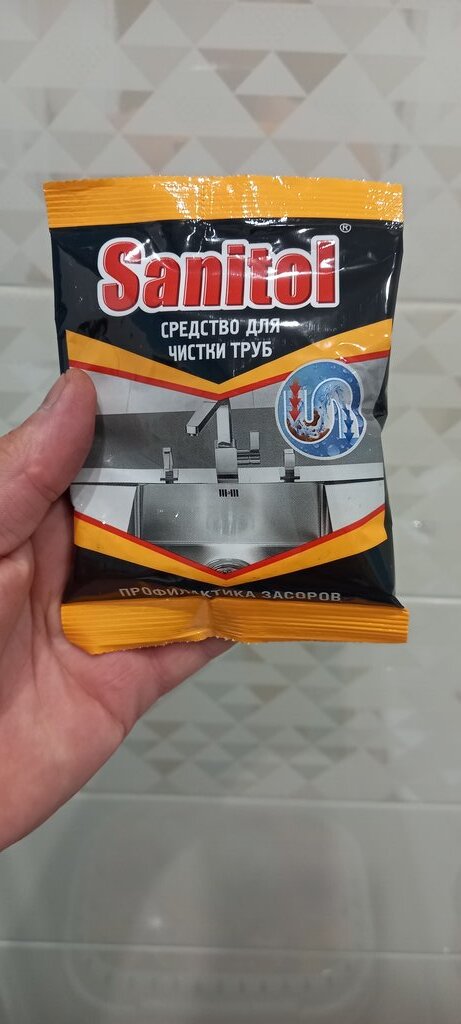 Sanitol®
СРЕДСТВО ДЛЯ
ЧИСТКИ ТРУБ
ПРОФИЛАКТИКА ЗАСОРОВ